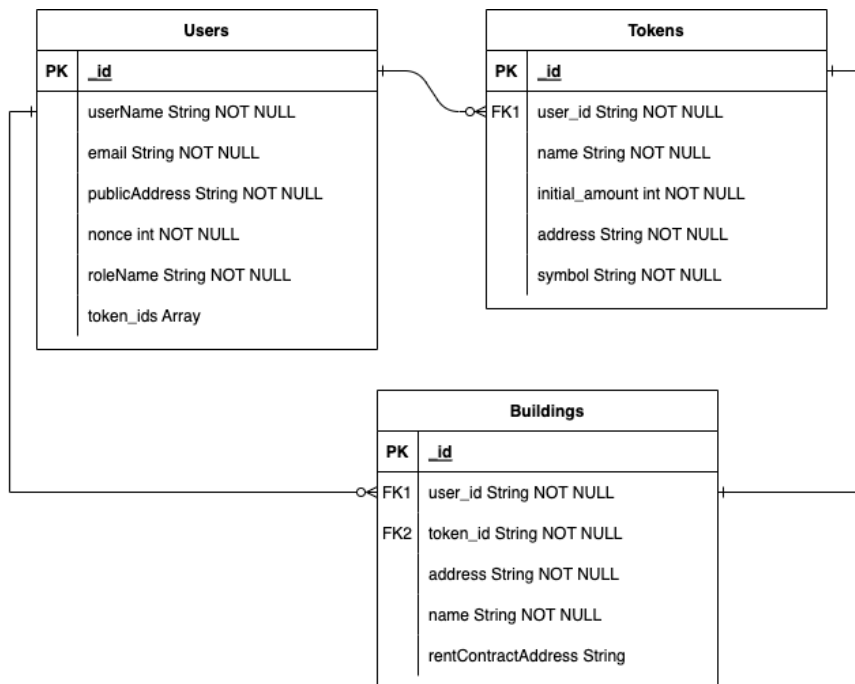 Users
PK _id
userName String NOT NULL
email String NOT NULL
publicAddress String NOT NULL
nonce int NOT NULL
roleName String NOT NULL
token_ids Array
Tokens
PK _id
FK1 user_id String NOT NULL
name String NOT NULL
initial_amount int NOT NULL
address String NOT NULL
symbol String NOT NULL
Buildings
PK _id
FK1 user_id String NOT NULL
FK2 token_id String NOT NULL
address String NOT NULL
name String NOT NULL
rentContractAddress String